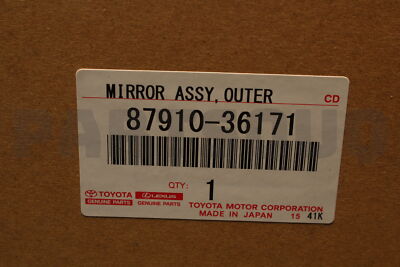 MIRROR ASSY, OUTER
CD
87910-36171
QTY: 1
TOYOTA LEXUS
GENUINE PARTS GENUINE PARTS
TOYOTA MOTOR CORPORATION
MADE IN JAPAN 15 41K